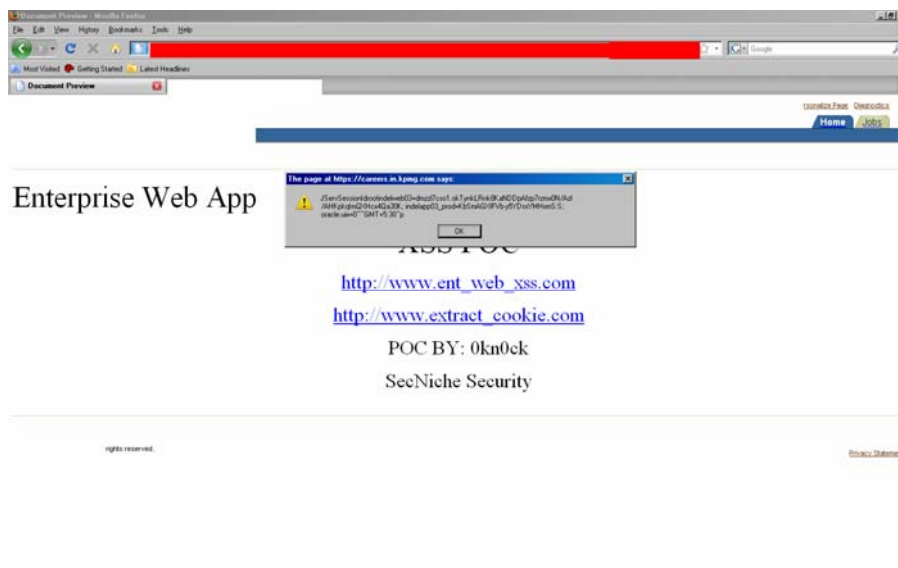 Document Preview - Mozilla Firefox
File Edit View History Bookmarks Tools Help
Google
Most Visited Getting Started Latest Headlines
Document Preview
Diagnostics
Home Jobs
Enterprise Web App
The page at https://careers.in.kpmg.com says:
OK
XSS POC
http://www.ent_web_xss.com
http://www.extract_cookie.com
POC BY: 0kn0ck
SecNiche Security
rights reserved.
Privacy Stateme